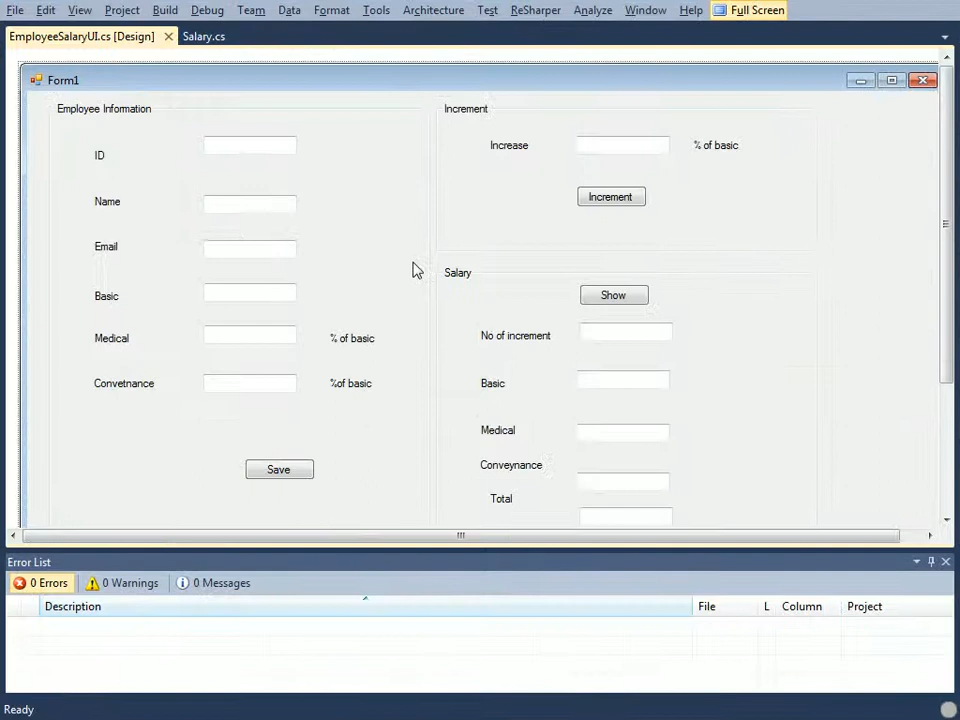 File Edit View Project Build Debug Team Data Format Tools Architecture Test ReSharper Analyze Window Help Full Screen
EmployeeSalaryUI.cs [Design] Salary.cs
Form1
Employee Information
ID
Name
Email
Basic
Medical % of basic
Convetnance %of basic
Save
Increment
Increase % of basic
Increment
Salary
Show
No of increment
Basic
Medical
Conveynance
Total
Error List
0 Errors 0 Warnings 0 Messages
Description File L Column Project
Ready